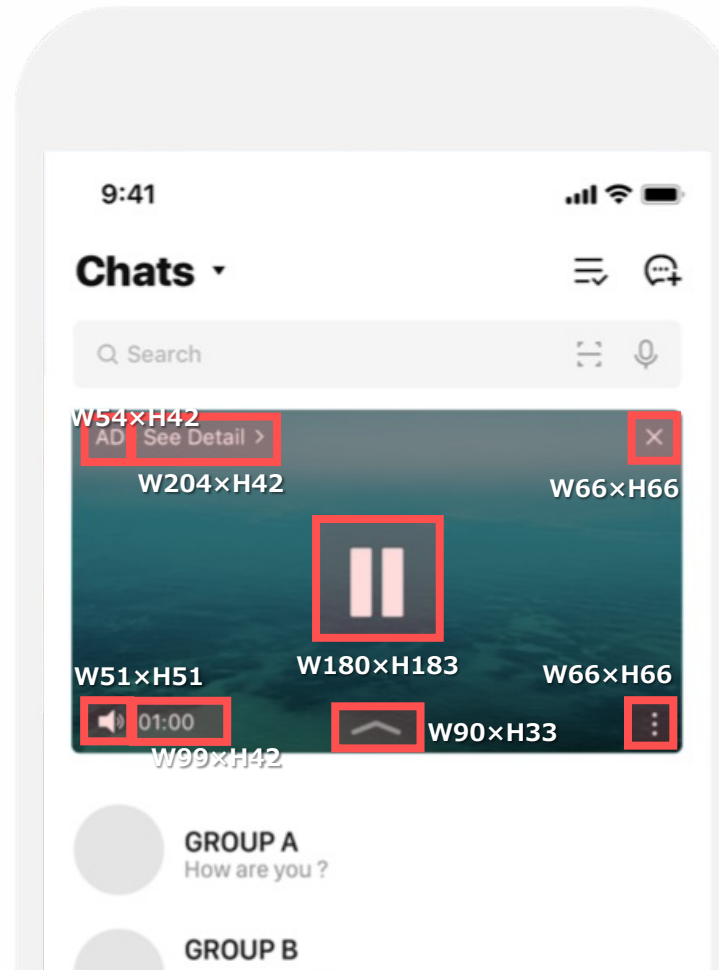 9:41
Chats
Search
W54×H42
AD See Detail >
W204×H42
W66×H66
W180×H183
W51×H51
W66×H66
01:00
W90×H33
W99×H42
GROUP A
How are you ?
GROUP B